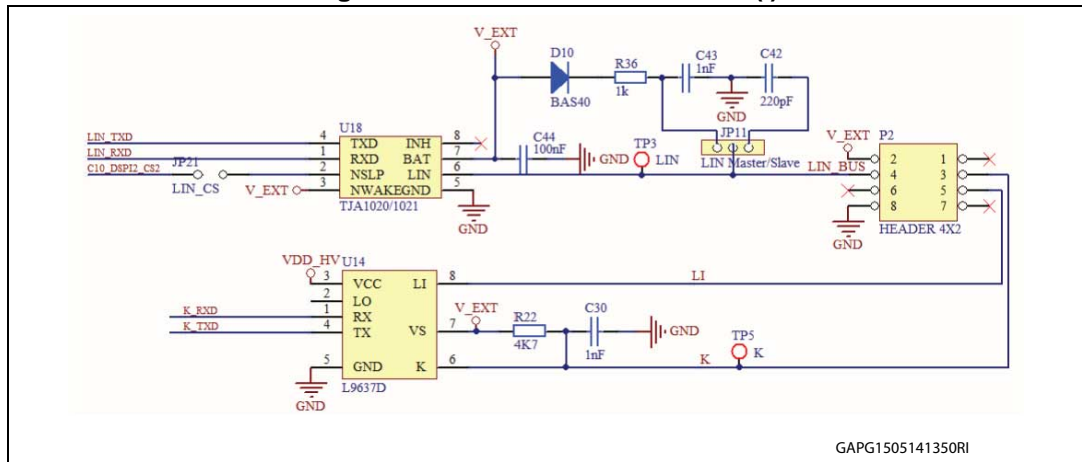 V_EXT
D10
BAS40
R36
1k
C43
1nF
C42
220pF
GND
U18
LIN_TXD
LIN_RXD
C10_DSPI2_CS2
JP21
LIN_CS
V_EXT
4 TXD INH 8
1 RXD BAT 7
2 NSLP LIN 6
3 NWAKEGND 5
TJA1020/1021
GND
C44
100nF
GND
TP3
LIN
JP11
LIN Master/Slave
LIN_BUS
V_EXT
P2
2 1
4 3
6 5
8 7
HEADER 4X2
GND
VDD_HV
U14
K_RXD
K_TXD
3 VCC LI 8
2 LO
1 RX
4 TX VS 7
5 GND K 6
L9637D
GND
LI
V_EXT
R22
4K7
C30
1nF
GND
TP5
K
K
GAPG1505141350RI